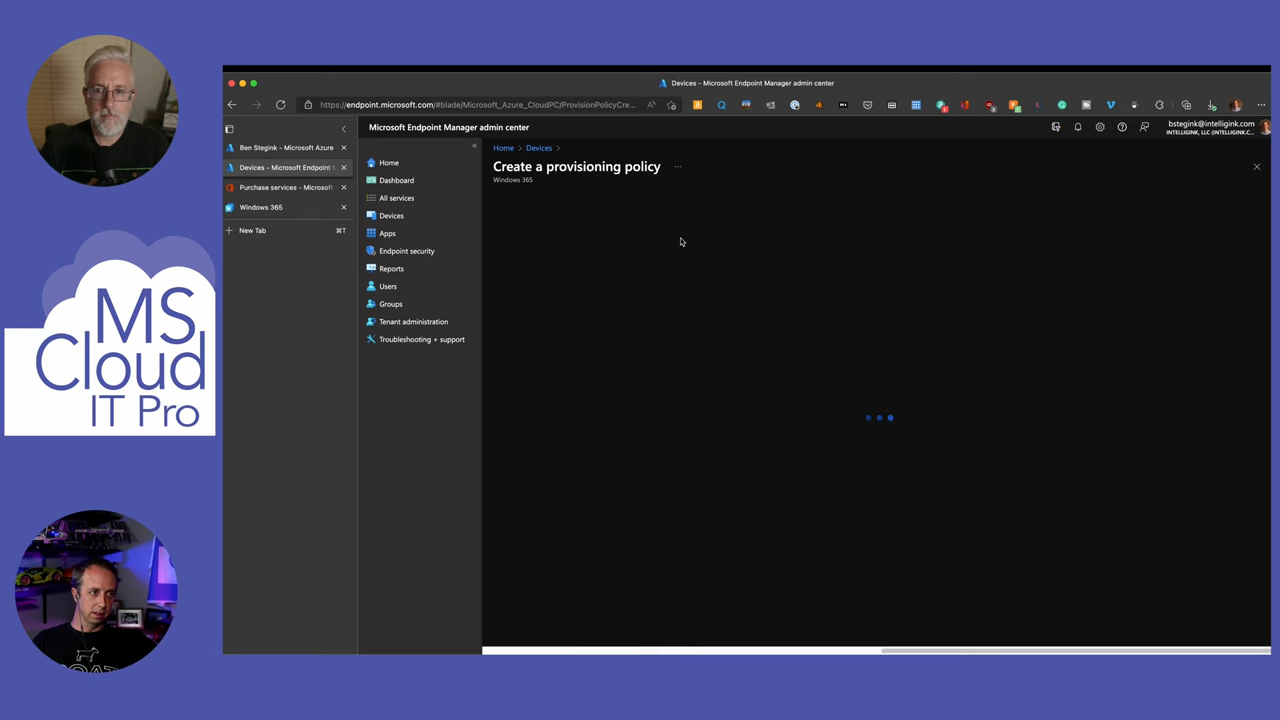 Devices - Microsoft Endpoint Manager admin center
https://endpoint.microsoft.com/#blade/Microsoft_Azure_CloudPC/ProvisionPolicyCre...
Ben Stegink - Microsoft Azure
Devices - Microsoft Endpoint
Purchase services - Microsoft
Windows 365
New Tab
⌘T
Microsoft Endpoint Manager admin center
bstegink@intelligink.com
INTELLIGINK, LLC (INTELLIGINK.C...
Home
Dashboard
All services
Devices
Apps
Endpoint security
Reports
Users
Groups
Tenant administration
Troubleshooting + support
Home > Devices >
Create a provisioning policy ...
Windows 365
MS
Cloud
IT Pro